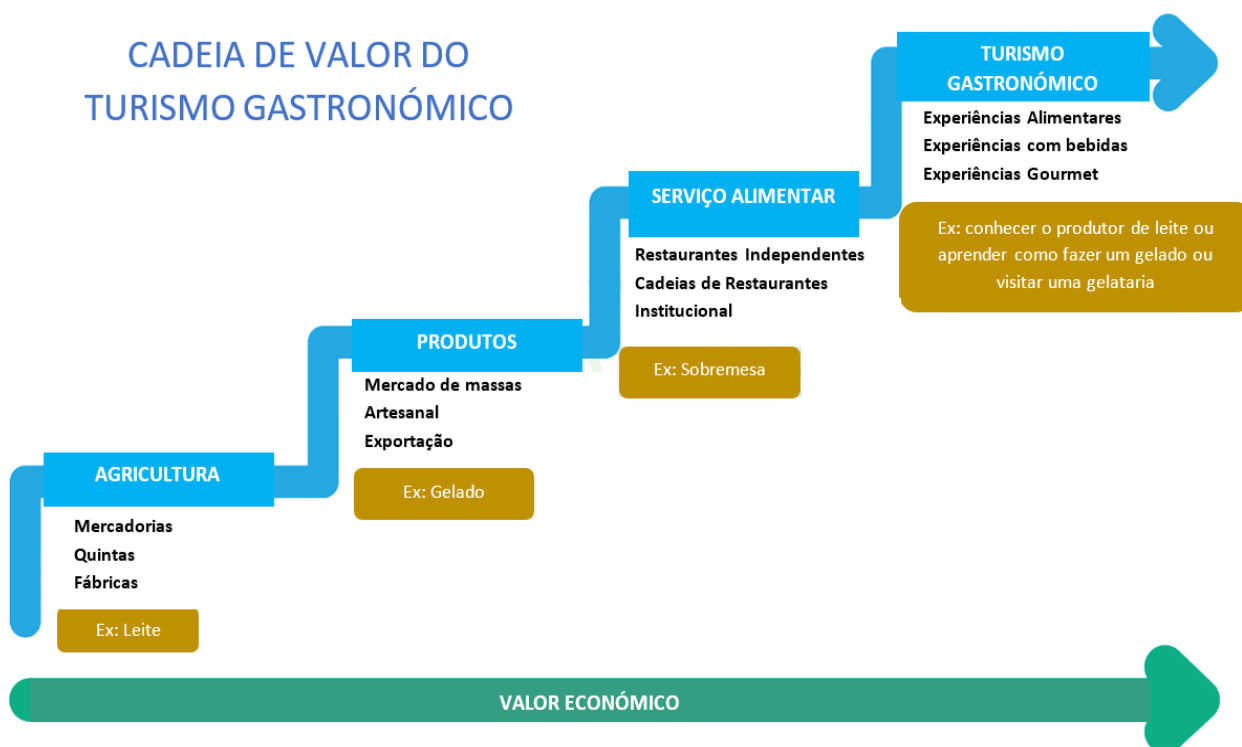 CADEIA DE VALOR DO
TURISMO GASTRONÓMICO
AGRICULTURA
Mercadorias
Quintas
Fábricas
Ex: Leite
PRODUTOS
Mercado de massas
Artesanal
Exportação
Ex: Gelado
SERVIÇO ALIMENTAR
Restaurantes Independentes
Cadeias de Restaurantes
Institucional
Ex: Sobremesa
TURISMO
GASTRONÓMICO
Experiências Alimentares
Experiências com bebidas
Experiências Gourmet
Ex: conhecer o produtor de leite ou
aprender como fazer um gelado ou
visitar uma gelataria
VALOR ECONÓMICO